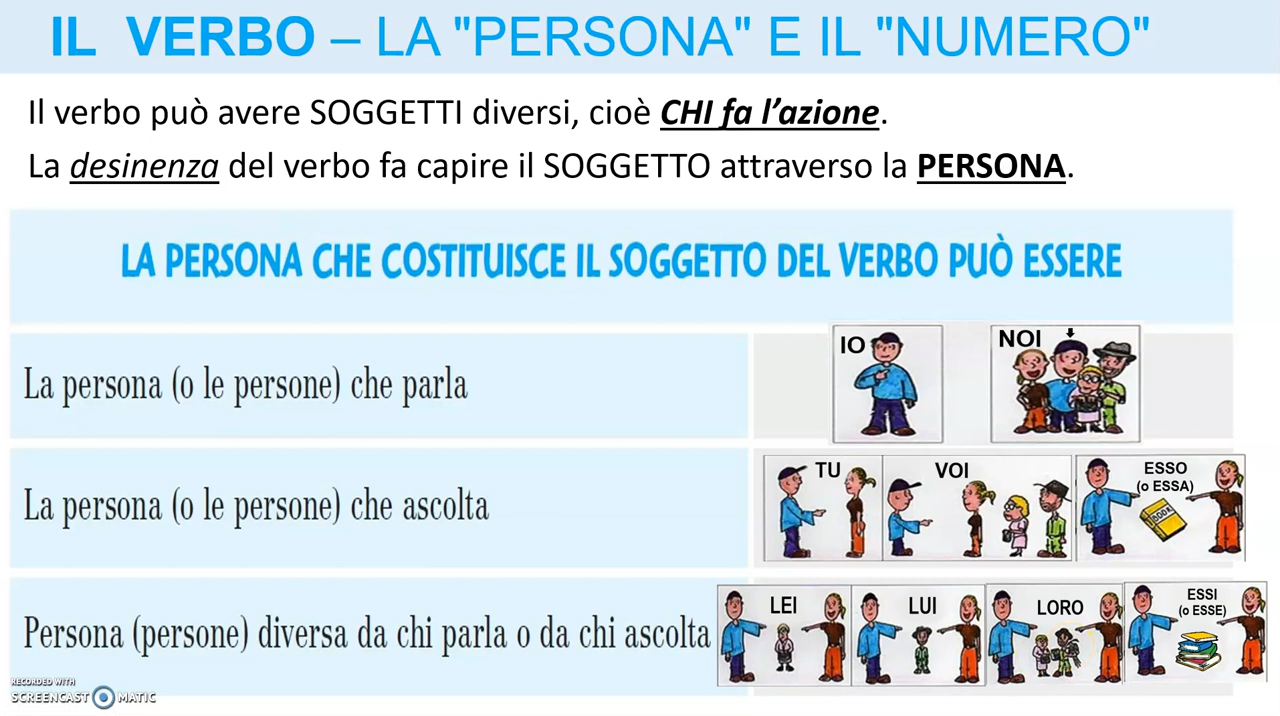 IL VERBO – LA "PERSONA" E IL "NUMERO"
Il verbo può avere SOGGETTI diversi, cioè CHI fa l’azione.
La desinenza del verbo fa capire il SOGGETTO attraverso la PERSONA.
LA PERSONA CHE COSTITUISCE IL SOGGETTO DEL VERBO PUÒ ESSERE
La persona (o le persone) che parla
IO
NOI
La persona (o le persone) che ascolta
TU
VOI
ESSO
(o ESSA)
BOOK
Persona (persone) diversa da chi parla o da chi ascolta
LEI
LUI
LORO
ESSI
(o ESSE)
RECORDED WITH
SCREENCAST MATIC